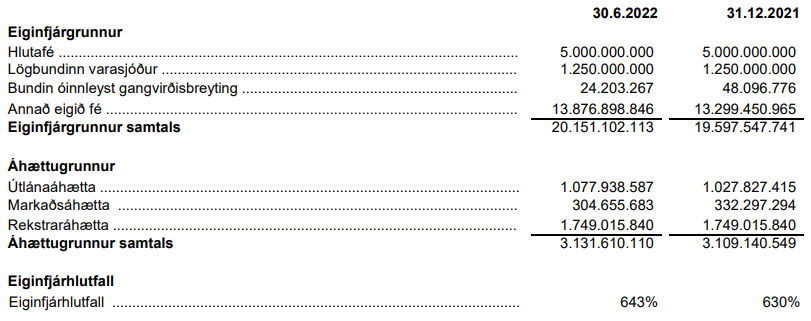 30.6.2022 31.12.2021
Eiginfjárgrunnur
Hlutafé 5.000.000.000 5.000.000.000
Lögbundinn varasjóður 1.250.000.000 1.250.000.000
Bundin óinnleyst gangvirðisbreyting 24.203.267 48.096.776
Annað eigið fé 13.876.898.846 13.299.450.965
Eiginfjárgrunnur samtals 20.151.102.113 19.597.547.741
Áhættugrunnur
Útlánaáhætta 1.077.938.587 1.027.827.415
Markaðsáhætta 304.655.683 332.297.294
Rekstraráhætta 1.749.015.840 1.749.015.840
Áhættugrunnur samtals 3.131.610.110 3.109.140.549
Eiginfjárhlutfall
Eiginfjárhlutfall 643% 630%